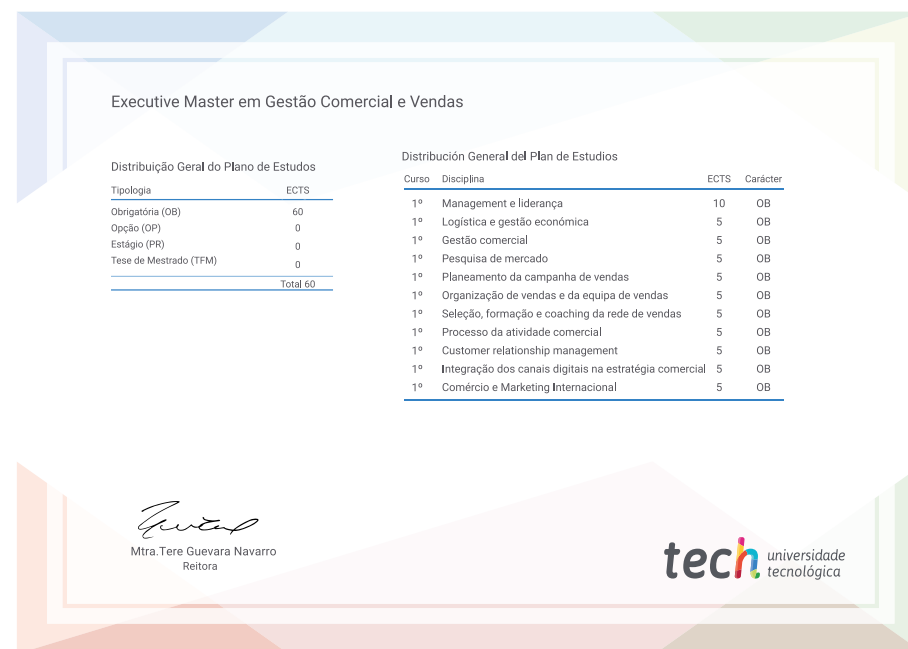 Executive Master em Gestão Comercial e Vendas
Distribuição Geral do Plano de Estudos
Tipologia ECTS
Obrigatória (OB) 60
Opção (OP) 0
Estágio (PR) 0
Tese de Mestrado (TFM) 0
Total 60
Distribución General del Plan de Estudios
Curso Disciplina ECTS Carácter
1º Management e liderança 10 OB
1º Logística e gestão económica 5 OB
1º Gestão comercial 5 OB
1º Pesquisa de mercado 5 OB
1º Planeamento da campanha de vendas 5 OB
1º Organização de vendas e da equipa de vendas 5 OB
1º Seleção, formação e coaching da rede de vendas 5 OB
1º Processo da atividade comercial 5 OB
1º Customer relationship management 5 OB
1º Integração dos canais digitais na estratégia comercial 5 OB
1º Comércio e Marketing Internacional 5 OB
Mtra.Tere Guevara Navarro
Reitora
tech universidade
tecnológica